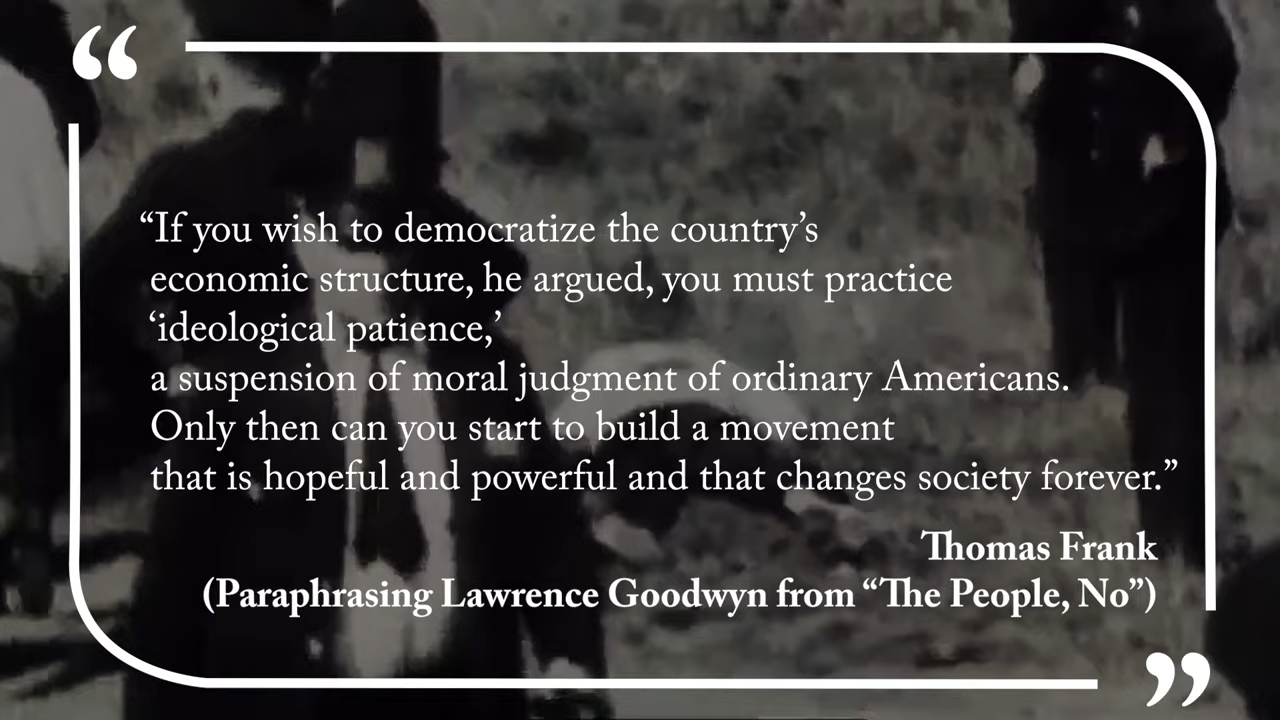 “If you wish to democratize the country’s
economic structure, he argued, you must practice
‘ideological patience,’
a suspension of moral judgment of ordinary Americans.
Only then can you start to build a movement
that is hopeful and powerful and that changes society forever.”
Thomas Frank
(Paraphrasing Lawrence Goodwyn from “The People, No”)